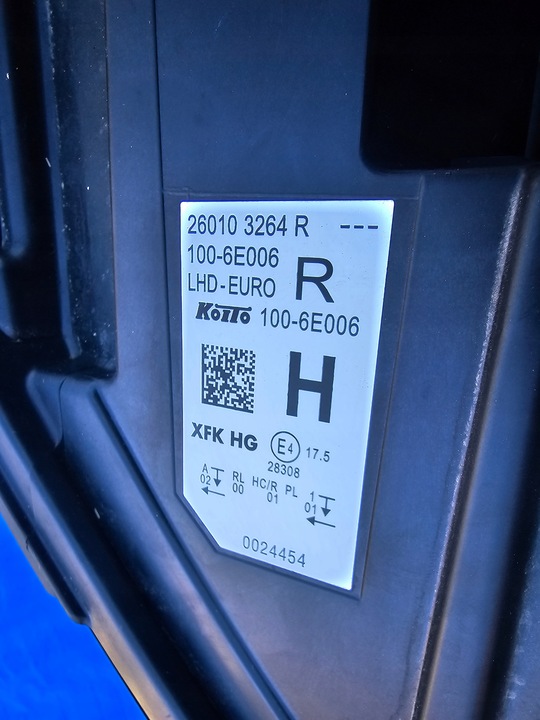 26010 3264 R ---
100-6E006
LHD-EURO R
KOITO 100-6E006
H
XFK HG E4 17.5
28308
A 02 RL 00 HC/R 01 PL 1 01
0024454